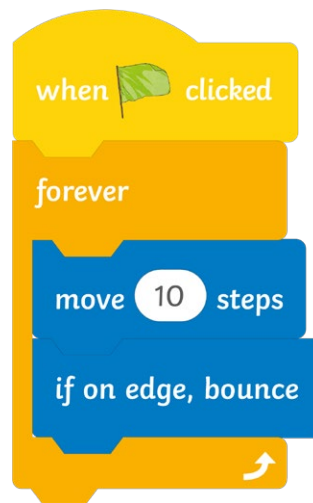 when clicked
forever
move 10 steps
if on edge, bounce